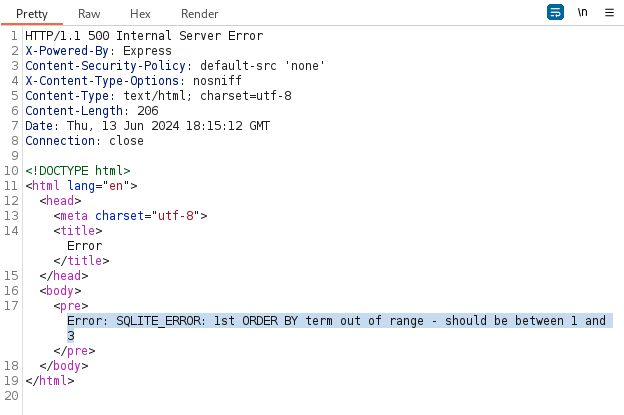 Pretty Raw Hex Render \n ≡
1 HTTP/1.1 500 Internal Server Error
2 X-Powered-By: Express
3 Content-Security-Policy: default-src 'none'
4 X-Content-Type-Options: nosniff
5 Content-Type: text/html; charset=utf-8
6 Content-Length: 206
7 Date: Thu, 13 Jun 2024 18:15:12 GMT
8 Connection: close
9
10 <!DOCTYPE html>
11 <html lang="en">
12 <head>
13 <meta charset="utf-8">
14 <title>
Error
</title>
15 </head>
16 <body>
17 <pre>
Error: SQLITE_ERROR: 1st ORDER BY term out of range - should be between 1 and
3
</pre>
18 </body>
19 </html>
20